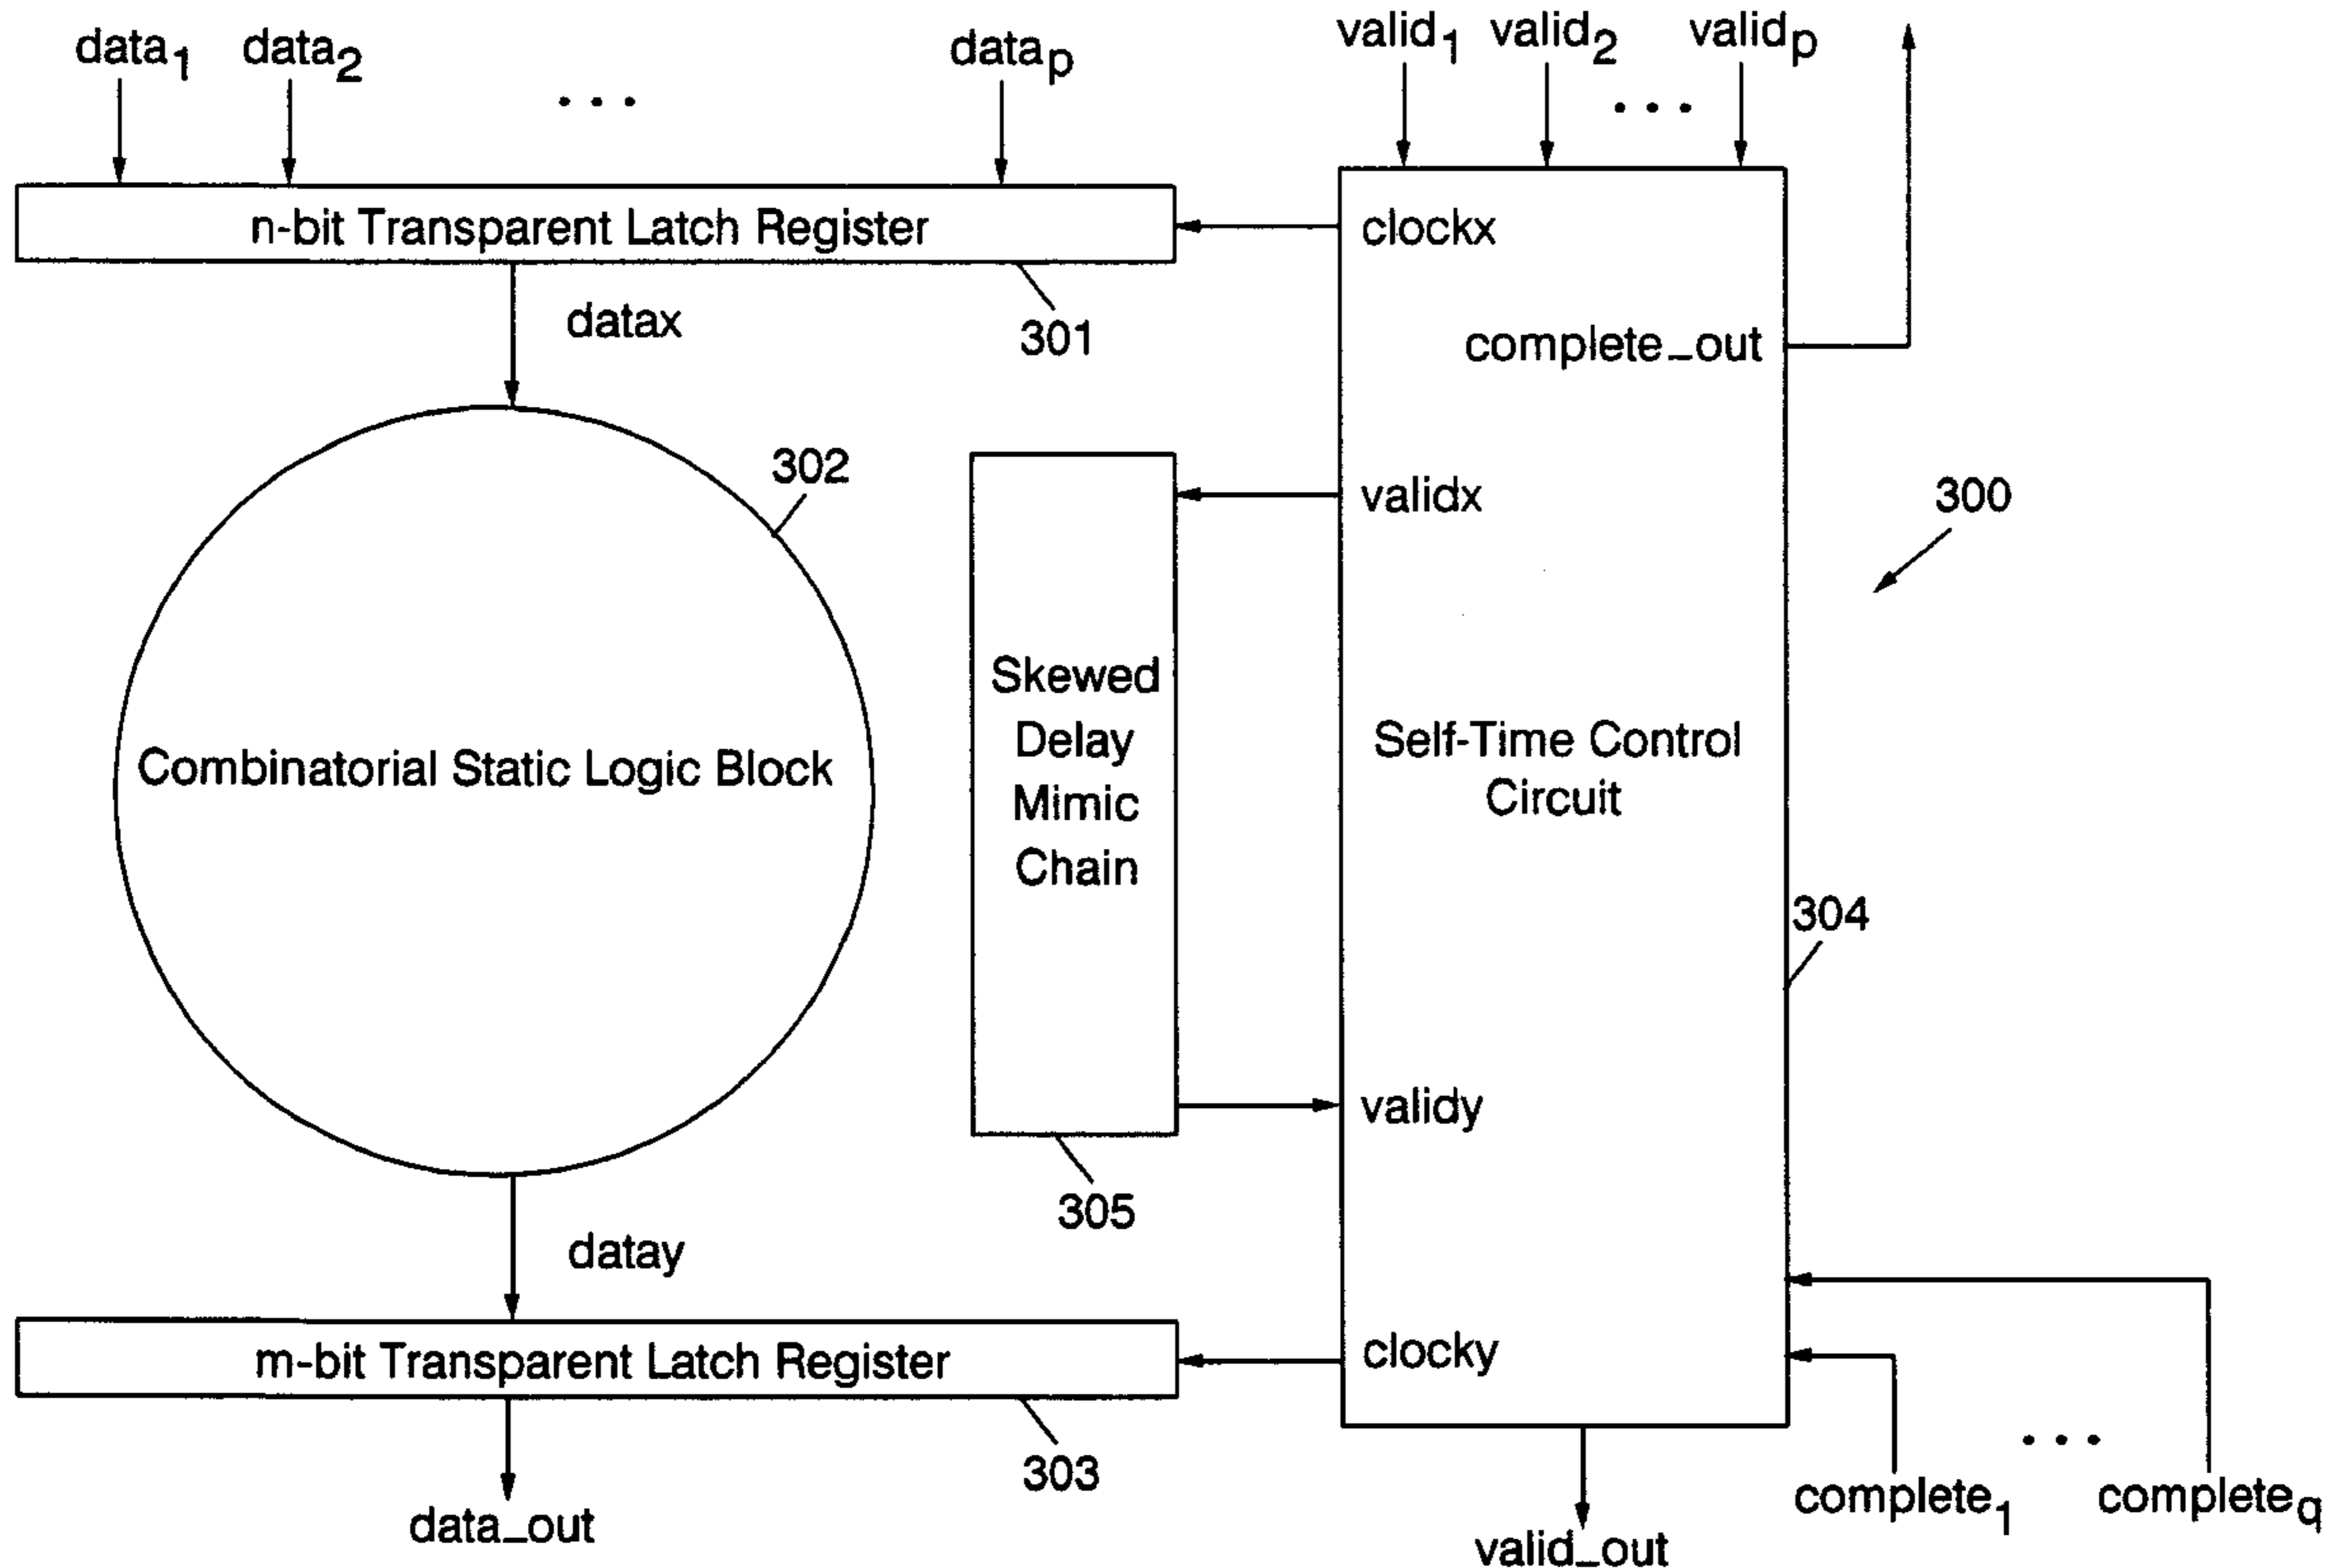 data1 data2 ... datap
valid1 valid2 ... validp
n-bit Transparent Latch Register
clockx
datax
301
complete_out
302
validx
300
Skewed
Delay
Mimic
Chain
Combinatorial Static Logic Block
Self-Time Control
Circuit
304
validy
305
datay
m-bit Transparent Latch Register
clocky
303
...
complete1 completeq
data_out
valid_out